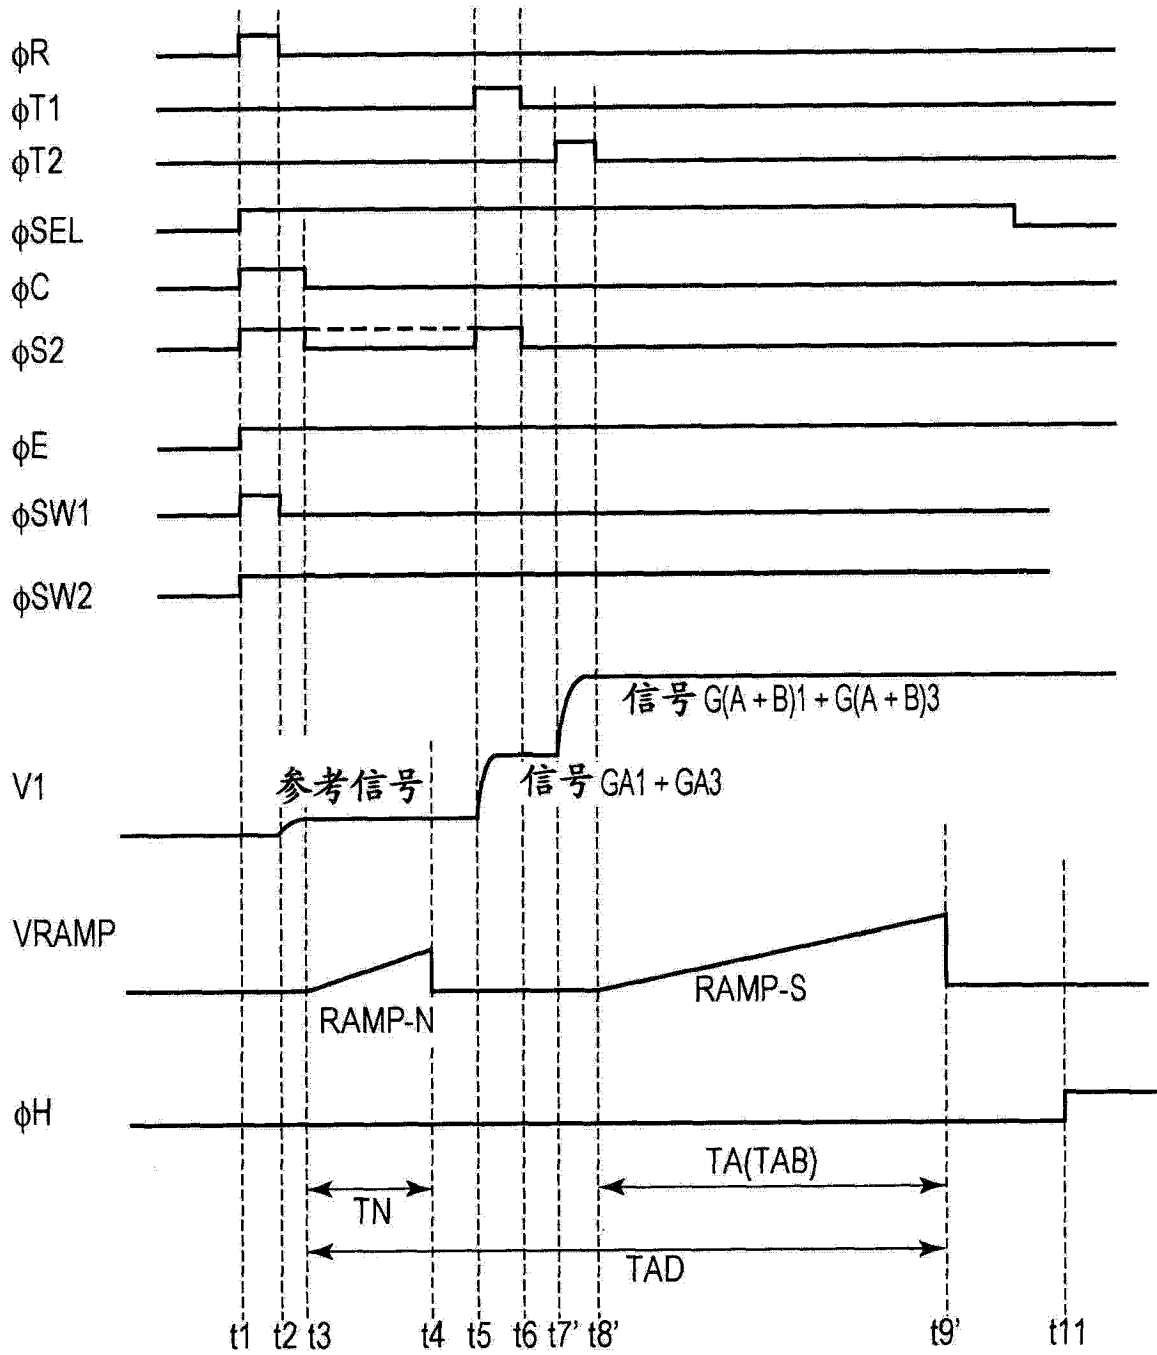 ϕR
ϕT1
ϕT2
ϕSEL
ϕC
ϕS2
ϕE
ϕSW1
ϕSW2
信号 G(A + B)1 + G(A + B)3
V1
参考信号
信号 GA1 + GA3
VRAMP
RAMP-N
RAMP-S
ϕH
TA(TAB)
TN
TAD
t1 t2 t3 t4 t5 t6 t7' t8' t9' t11